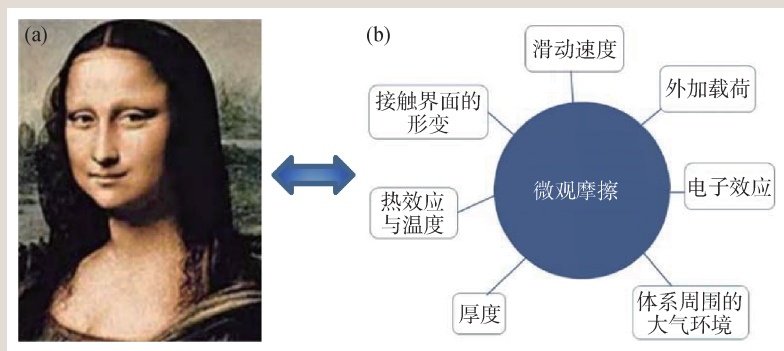 (a)
(b)
滑动速度
外加载荷
接触界面的
形变
电子效应
微观摩擦
热效应
与温度
厚度
体系周围的
大气环境